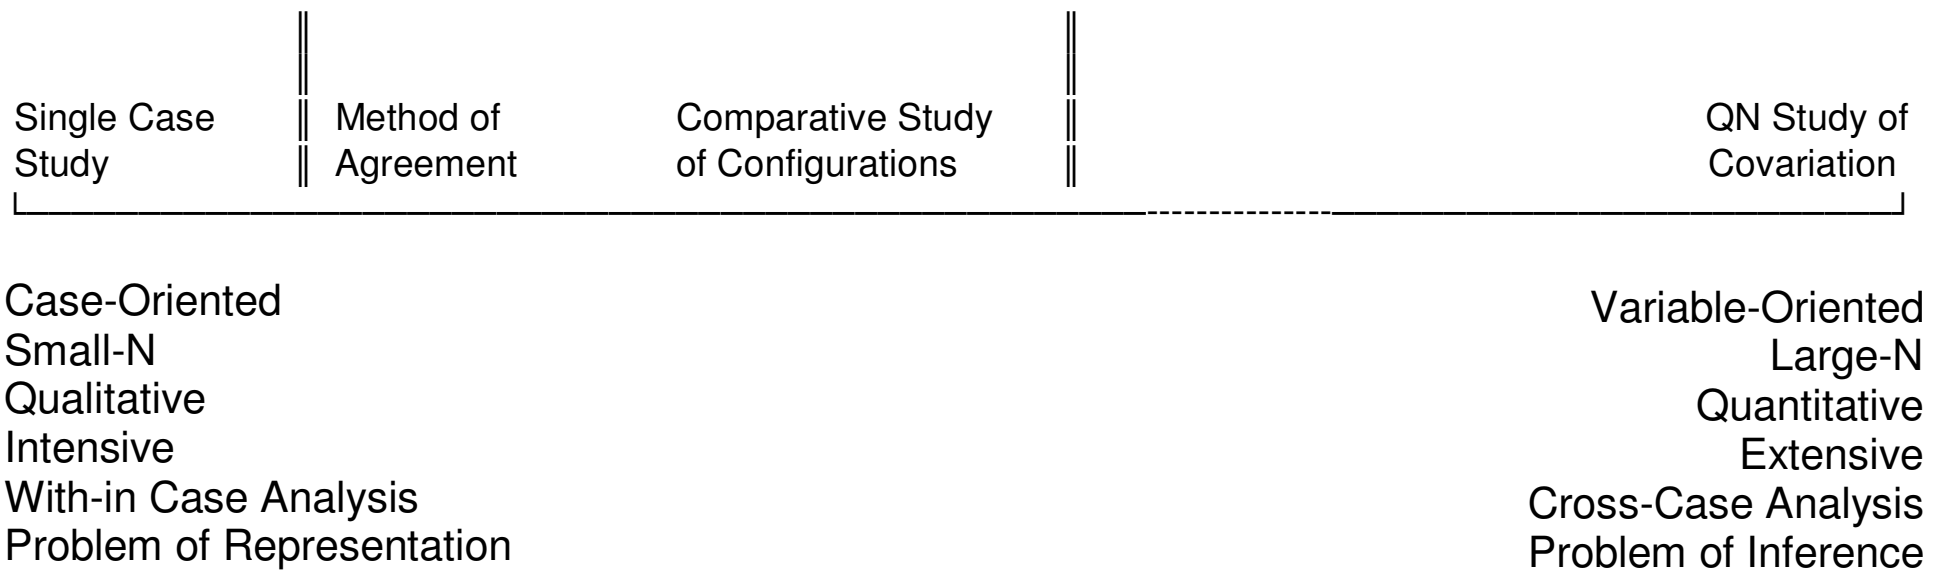 Single Case Study
Method of Agreement
Comparative Study of Configurations
QN Study of Covariation
Case-Oriented
Small-N
Qualitative
Intensive
With-in Case Analysis
Problem of Representation
Variable-Oriented
Large-N
Quantitative
Extensive
Cross-Case Analysis
Problem of Inference